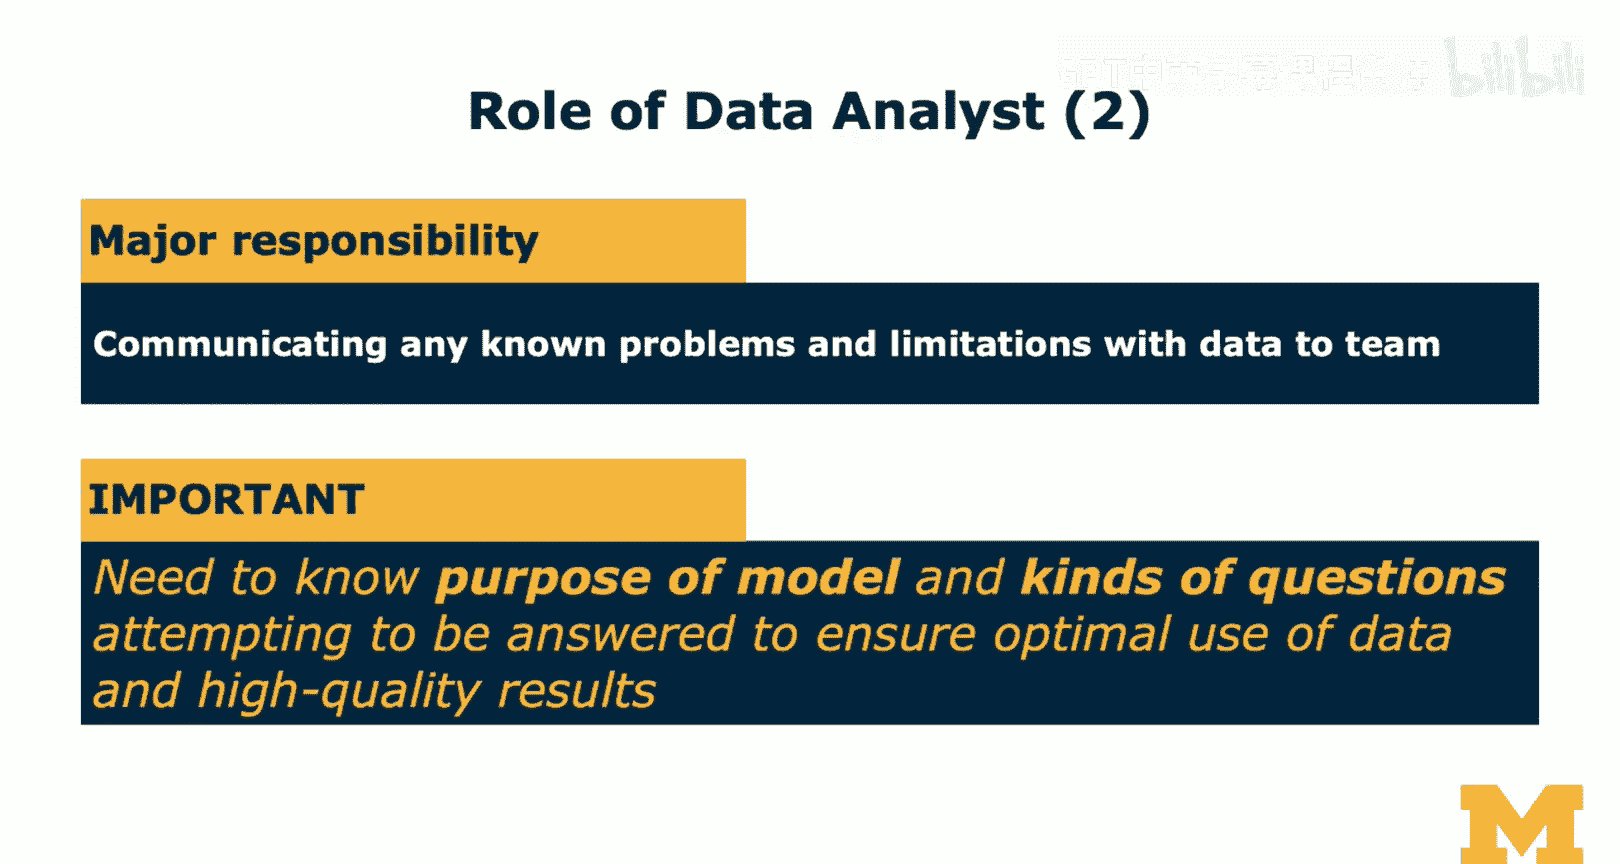 bilibili
Role of Data Analyst (2)
Major responsibility
Communicating any known problems and limitations with data to team
IMPORTANT
Need to know purpose of model and kinds of questions
attempting to be answered to ensure optimal use of data
and high-quality results
M